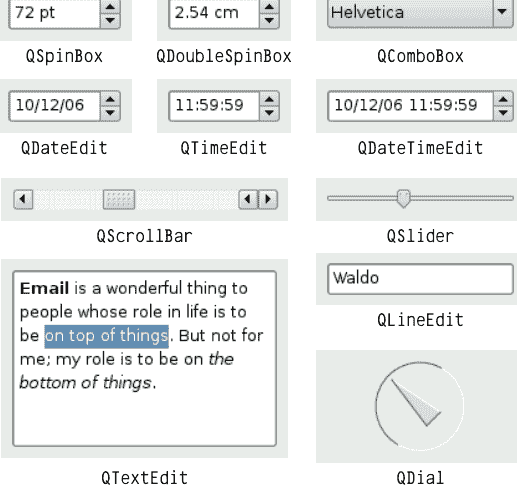 72 pt
2.54 cm
Helvetica
QSpinBox
QDoubleSpinBox
QComboBox
10/12/06
11:59:59
10/12/06 11:59:59
QDateEdit
QTimeEdit
QDateTimeEdit
QScrollBar
QSlider
Email is a wonderful thing to
people whose role in life is to
be on top of things. But not for
me; my role is to be on the
bottom of things.
QTextEdit
Waldo
QLineEdit
QDial